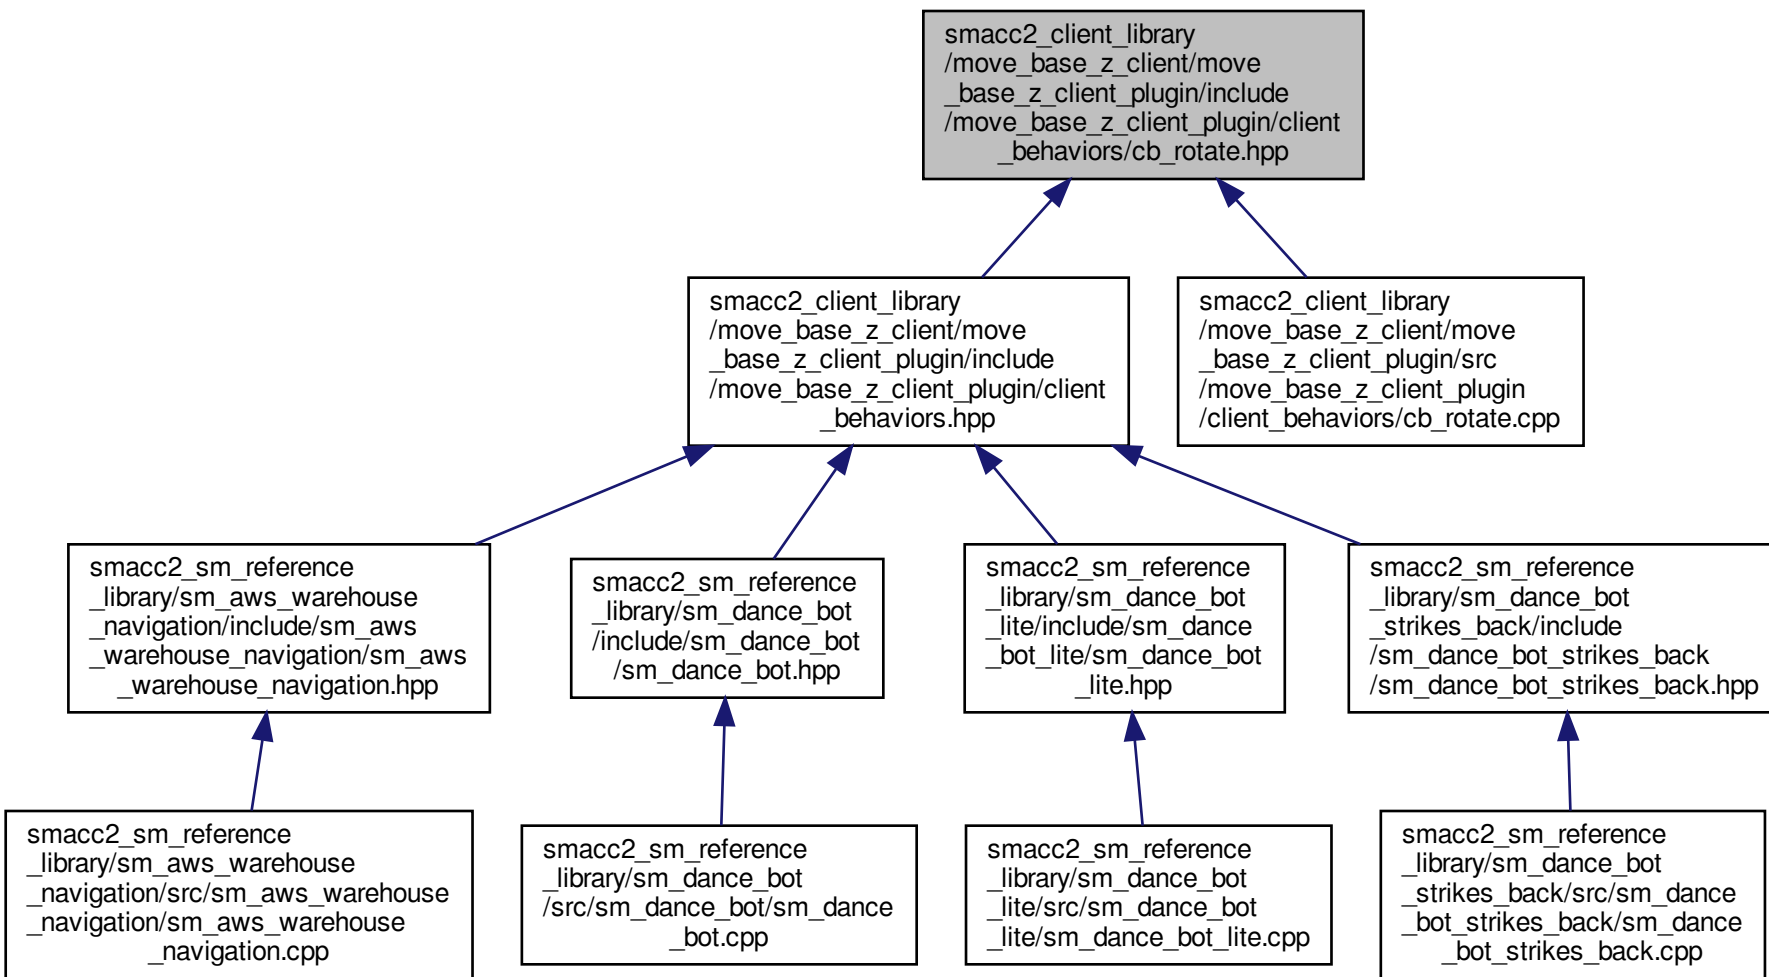 smacc2_client_library
/move_base_z_client/move
_base_z_client_plugin/include
/move_base_z_client_plugin/client
_behaviors/cb_rotate.hpp
smacc2_client_library
/move_base_z_client/move
_base_z_client_plugin/include
/move_base_z_client_plugin/client
_behaviors.hpp
smacc2_client_library
/move_base_z_client/move
_base_z_client_plugin/src
/move_base_z_client_plugin
/client_behaviors/cb_rotate.cpp
smacc2_sm_reference
_library/sm_aws_warehouse
_navigation/include/sm_aws
_warehouse_navigation/sm_aws
_warehouse_navigation.hpp
smacc2_sm_reference
_library/sm_dance_bot
/include/sm_dance_bot
/sm_dance_bot.hpp
smacc2_sm_reference
_library/sm_dance_bot
_lite/include/sm_dance
_bot_lite/sm_dance_bot
_lite.hpp
smacc2_sm_reference
_library/sm_dance_bot
_strikes_back/include
/sm_dance_bot_strikes_back
/sm_dance_bot_strikes_back.hpp
smacc2_sm_reference
_library/sm_aws_warehouse
_navigation/src/sm_aws_warehouse
_navigation/sm_aws_warehouse
_navigation.cpp
smacc2_sm_reference
_library/sm_dance_bot
/src/sm_dance_bot/sm_dance
_bot.cpp
smacc2_sm_reference
_library/sm_dance_bot
_lite/src/sm_dance_bot
_lite/sm_dance_bot_lite.cpp
smacc2_sm_reference
_library/sm_dance_bot
_strikes_back/src/sm_dance
_bot_strikes_back/sm_dance
_bot_strikes_back.cpp